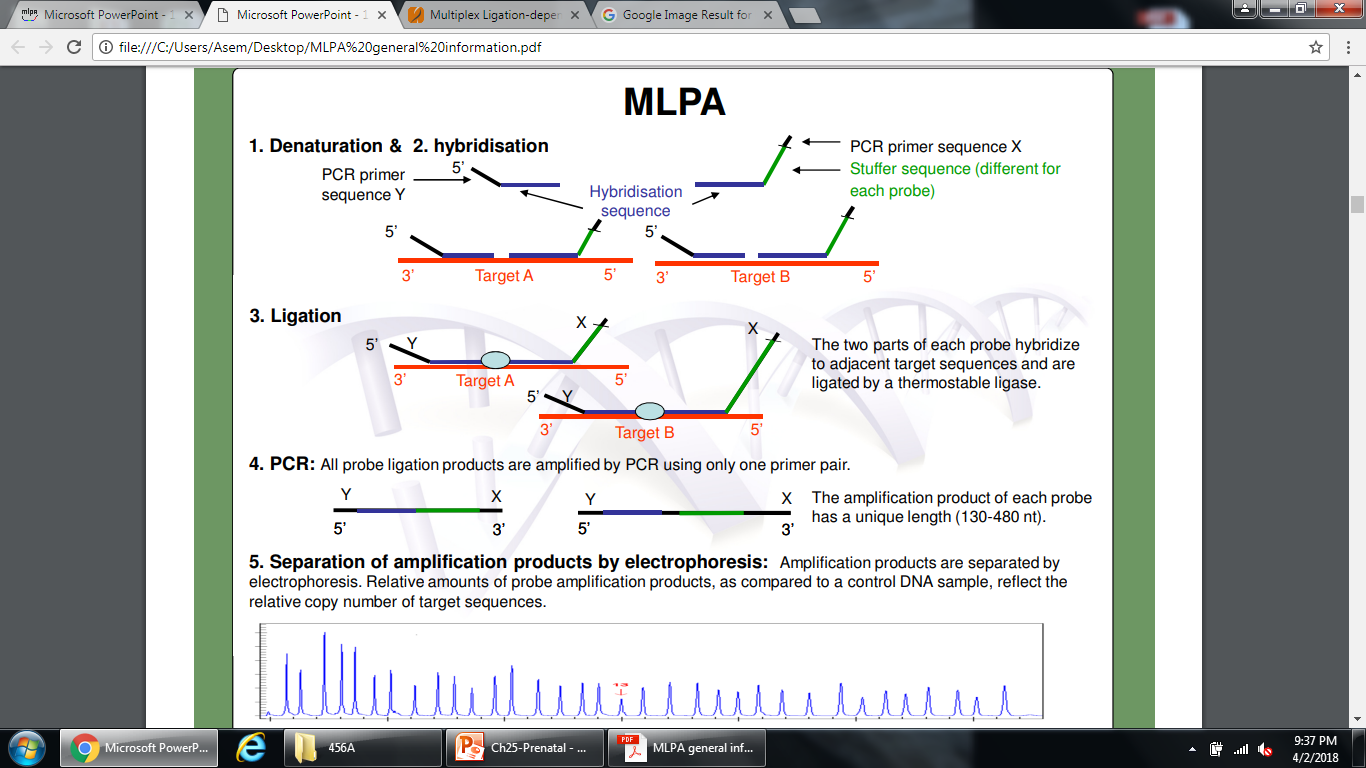 mlpa Microsoft PowerPoint - 1
Microsoft PowerPoint - 1
Multiplex Ligation-depen
Google Image Result for
file:///C:/Users/Asem/Desktop/MLPA%20general%20information.pdf
MLPA
1. Denaturation & 2. hybridisation
5’
PCR primer
sequence Y
Hybridisation
sequence
PCR primer sequence X
Stuffer sequence (different for
each probe)
5’
3’ Target A 5’
5’
3’ Target B 5’
3. Ligation
5’ Y X
3’ Target A 5’
5’ Y X
3’ Target B 5’
The two parts of each probe hybridize
to adjacent target sequences and are
ligated by a thermostable ligase.
4. PCR: All probe ligation products are amplified by PCR using only one primer pair.
Y X
5’ 3’
Y X
5’ 3’
The amplification product of each probe
has a unique length (130-480 nt).
5. Separation of amplification products by electrophoresis: Amplification products are separated by
electrophoresis. Relative amounts of probe amplification products, as compared to a control DNA sample, reflect the
relative copy number of target sequences.
13
Microsoft PowerP...
456A
Ch25-Prenatal - ...
PDF
MLPA general inf...
9:37 PM
4/2/2018